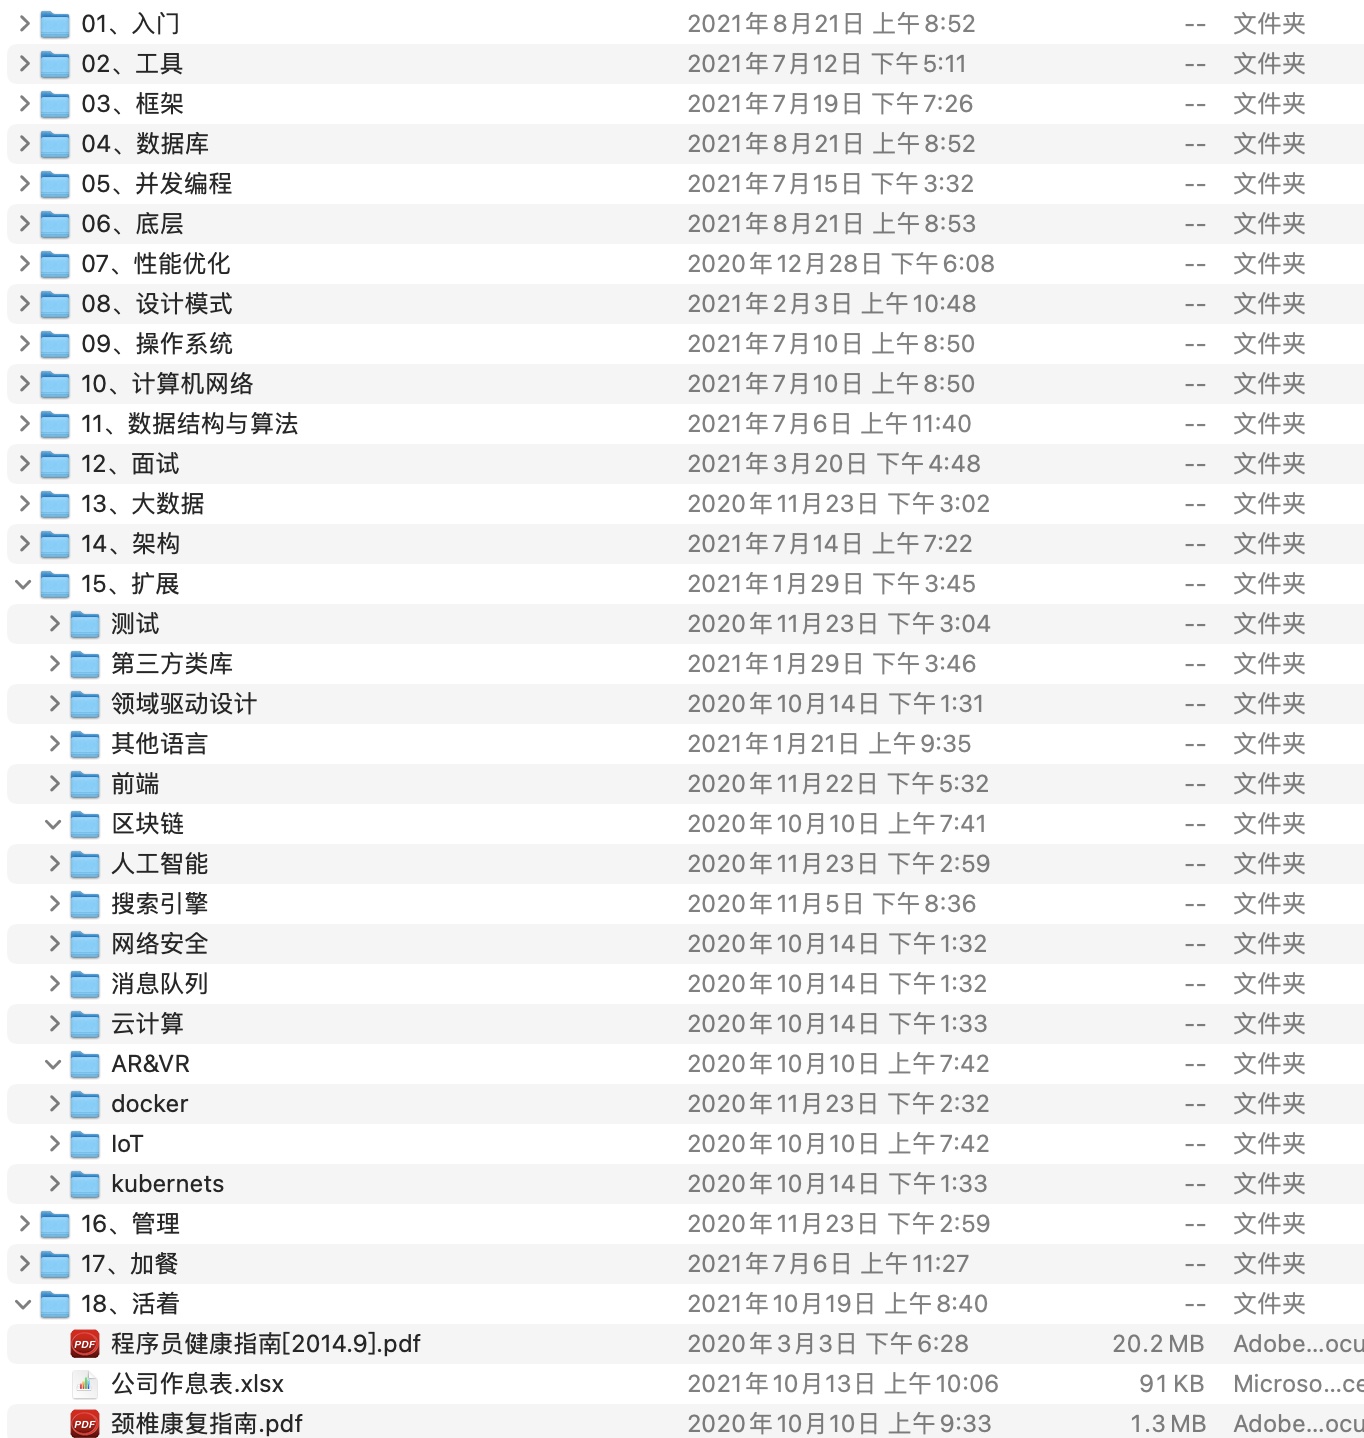 01、入门 2021年8月21日 上午8:52 -- 文件夹
02、工具 2021年7月12日 下午5:11 -- 文件夹
03、框架 2021年7月19日 下午7:26 -- 文件夹
04、数据库 2021年8月21日 上午8:52 -- 文件夹
05、并发编程 2021年7月15日 下午3:32 -- 文件夹
06、底层 2021年8月21日 上午8:53 -- 文件夹
07、性能优化 2020年12月28日 下午6:08 -- 文件夹
08、设计模式 2021年2月3日 上午10:48 -- 文件夹
09、操作系统 2021年7月10日 上午8:50 -- 文件夹
10、计算机网络 2021年7月10日 上午8:50 -- 文件夹
11、数据结构与算法 2021年7月6日 上午11:40 -- 文件夹
12、面试 2021年3月20日 下午4:48 -- 文件夹
13、大数据 2020年11月23日 下午3:02 -- 文件夹
14、架构 2021年7月14日 上午7:22 -- 文件夹
15、扩展 2021年1月29日 下午3:45 -- 文件夹
测试 2020年11月23日 下午3:04 -- 文件夹
第三方类库 2021年1月29日 下午3:46 -- 文件夹
领域驱动设计 2020年10月14日 下午1:31 -- 文件夹
其他语言 2021年1月21日 上午9:35 -- 文件夹
前端 2020年11月22日 下午5:32 -- 文件夹
区块链 2020年10月10日 上午7:41 -- 文件夹
人工智能 2020年11月23日 下午2:59 -- 文件夹
搜索引擎 2020年11月5日 下午8:36 -- 文件夹
网络安全 2020年10月14日 下午1:32 -- 文件夹
消息队列 2020年10月14日 下午1:32 -- 文件夹
云计算 2020年10月14日 下午1:33 -- 文件夹
AR&VR 2020年10月10日 上午7:42 -- 文件夹
docker 2020年11月23日 下午2:32 -- 文件夹
IoT 2020年10月10日 上午7:42 -- 文件夹
kubernets 2020年10月14日 下午1:33 -- 文件夹
16、管理 2020年11月23日 下午2:59 -- 文件夹
17、加餐 2021年7月6日 上午11:27 -- 文件夹
18、活着 2021年10月19日 上午8:40 -- 文件夹
PDF 程序员健康指南[2014.9].pdf 2020年3月3日 下午6:28 20.2 MB Adobe...ocu
公司作息表.xlsx 2021年10月13日 上午10:06 91 KB Microso...ce
PDF 颈椎康复指南.pdf 2020年10月10日 上午9:33 1.3 MB Adobe...ocu